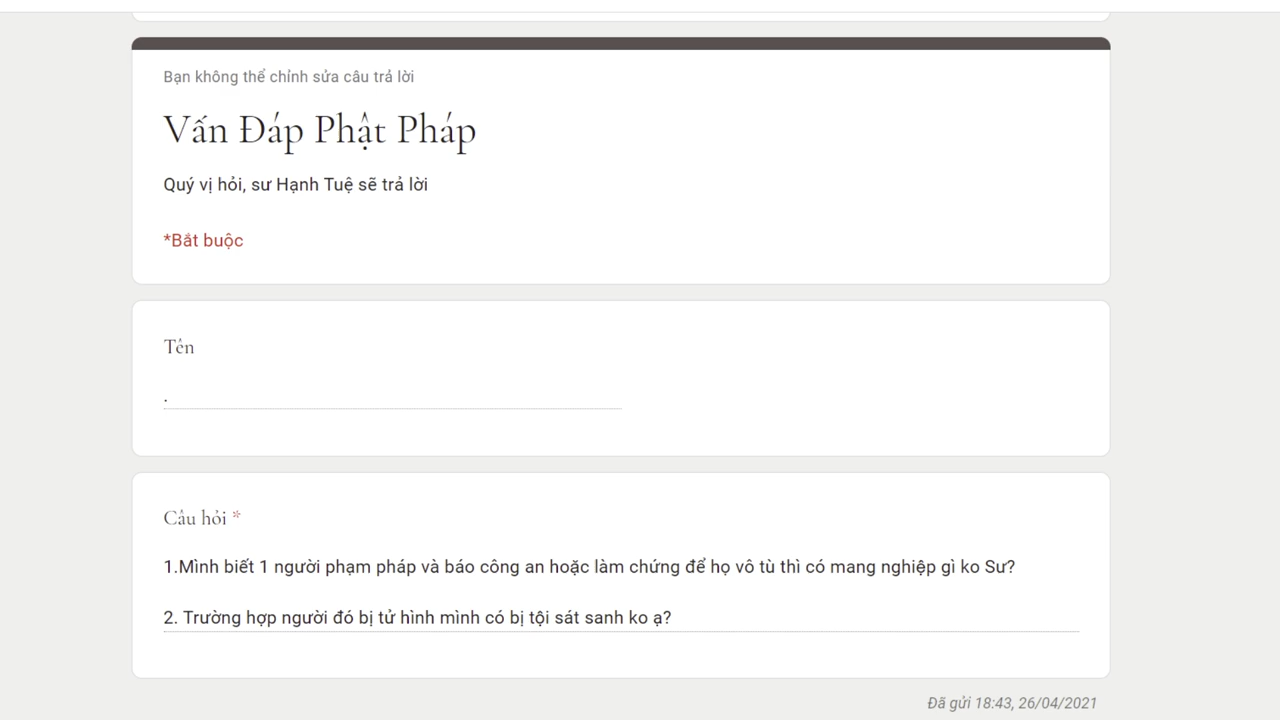 Bạn không thể chỉnh sửa câu trả lời
Vấn Đáp Phật Pháp
Quý vị hỏi, sư Hạnh Tuệ sẽ trả lời
*Bắt buộc
Tên
.
Câu hỏi *
1.Mình biết 1 người phạm pháp và báo công an hoặc làm chứng để họ vô tù thì có mang nghiệp gì ko Sư?
2. Trường hợp người đó bị tử hình mình có bị tội sát sanh ko ạ?
Đã gửi 18:43, 26/04/2021